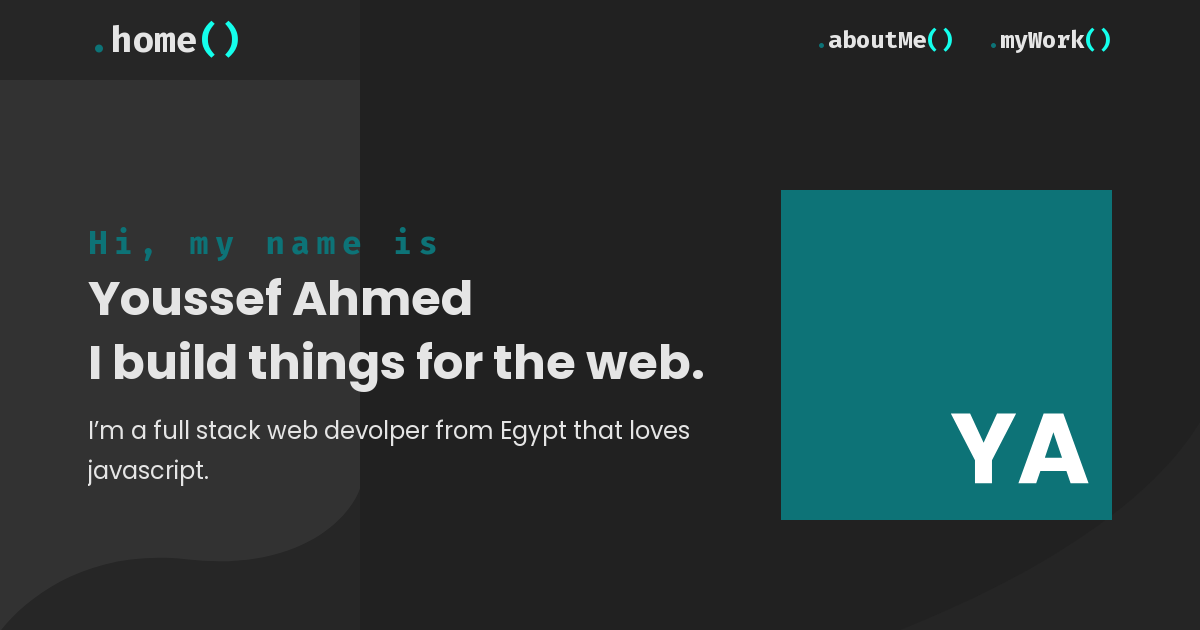 .home()
.aboutMe() .myWork()
Hi, my name is
Youssef Ahmed
I build things for the web.
I’m a full stack web devolper from Egypt that loves
javascript.
YA